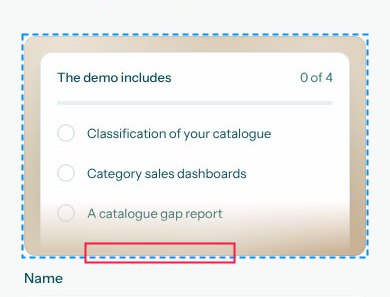 The demo includes
0 of 4
Classification of your catalogue
Category sales dashboards
A catalogue gap report
Name